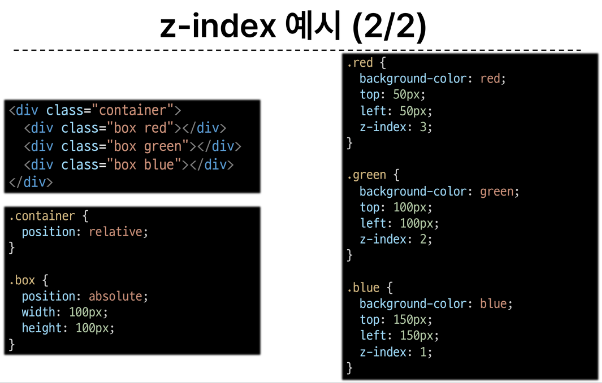 z-index 예시 (2/2)
<div class="container">
  <div class="box red"></div>
  <div class="box green"></div>
  <div class="box blue"></div>
</div>
.container {
  position: relative;
}
.box {
  position: absolute;
  width: 100px;
  height: 100px;
}
.red {
  background-color: red;
  top: 50px;
  left: 50px;
  z-index: 3;
}
.green {
  background-color: green;
  top: 100px;
  left: 100px;
  z-index: 2;
}
.blue {
  background-color: blue;
  top: 150px;
  left: 150px;
  z-index: 1;
}